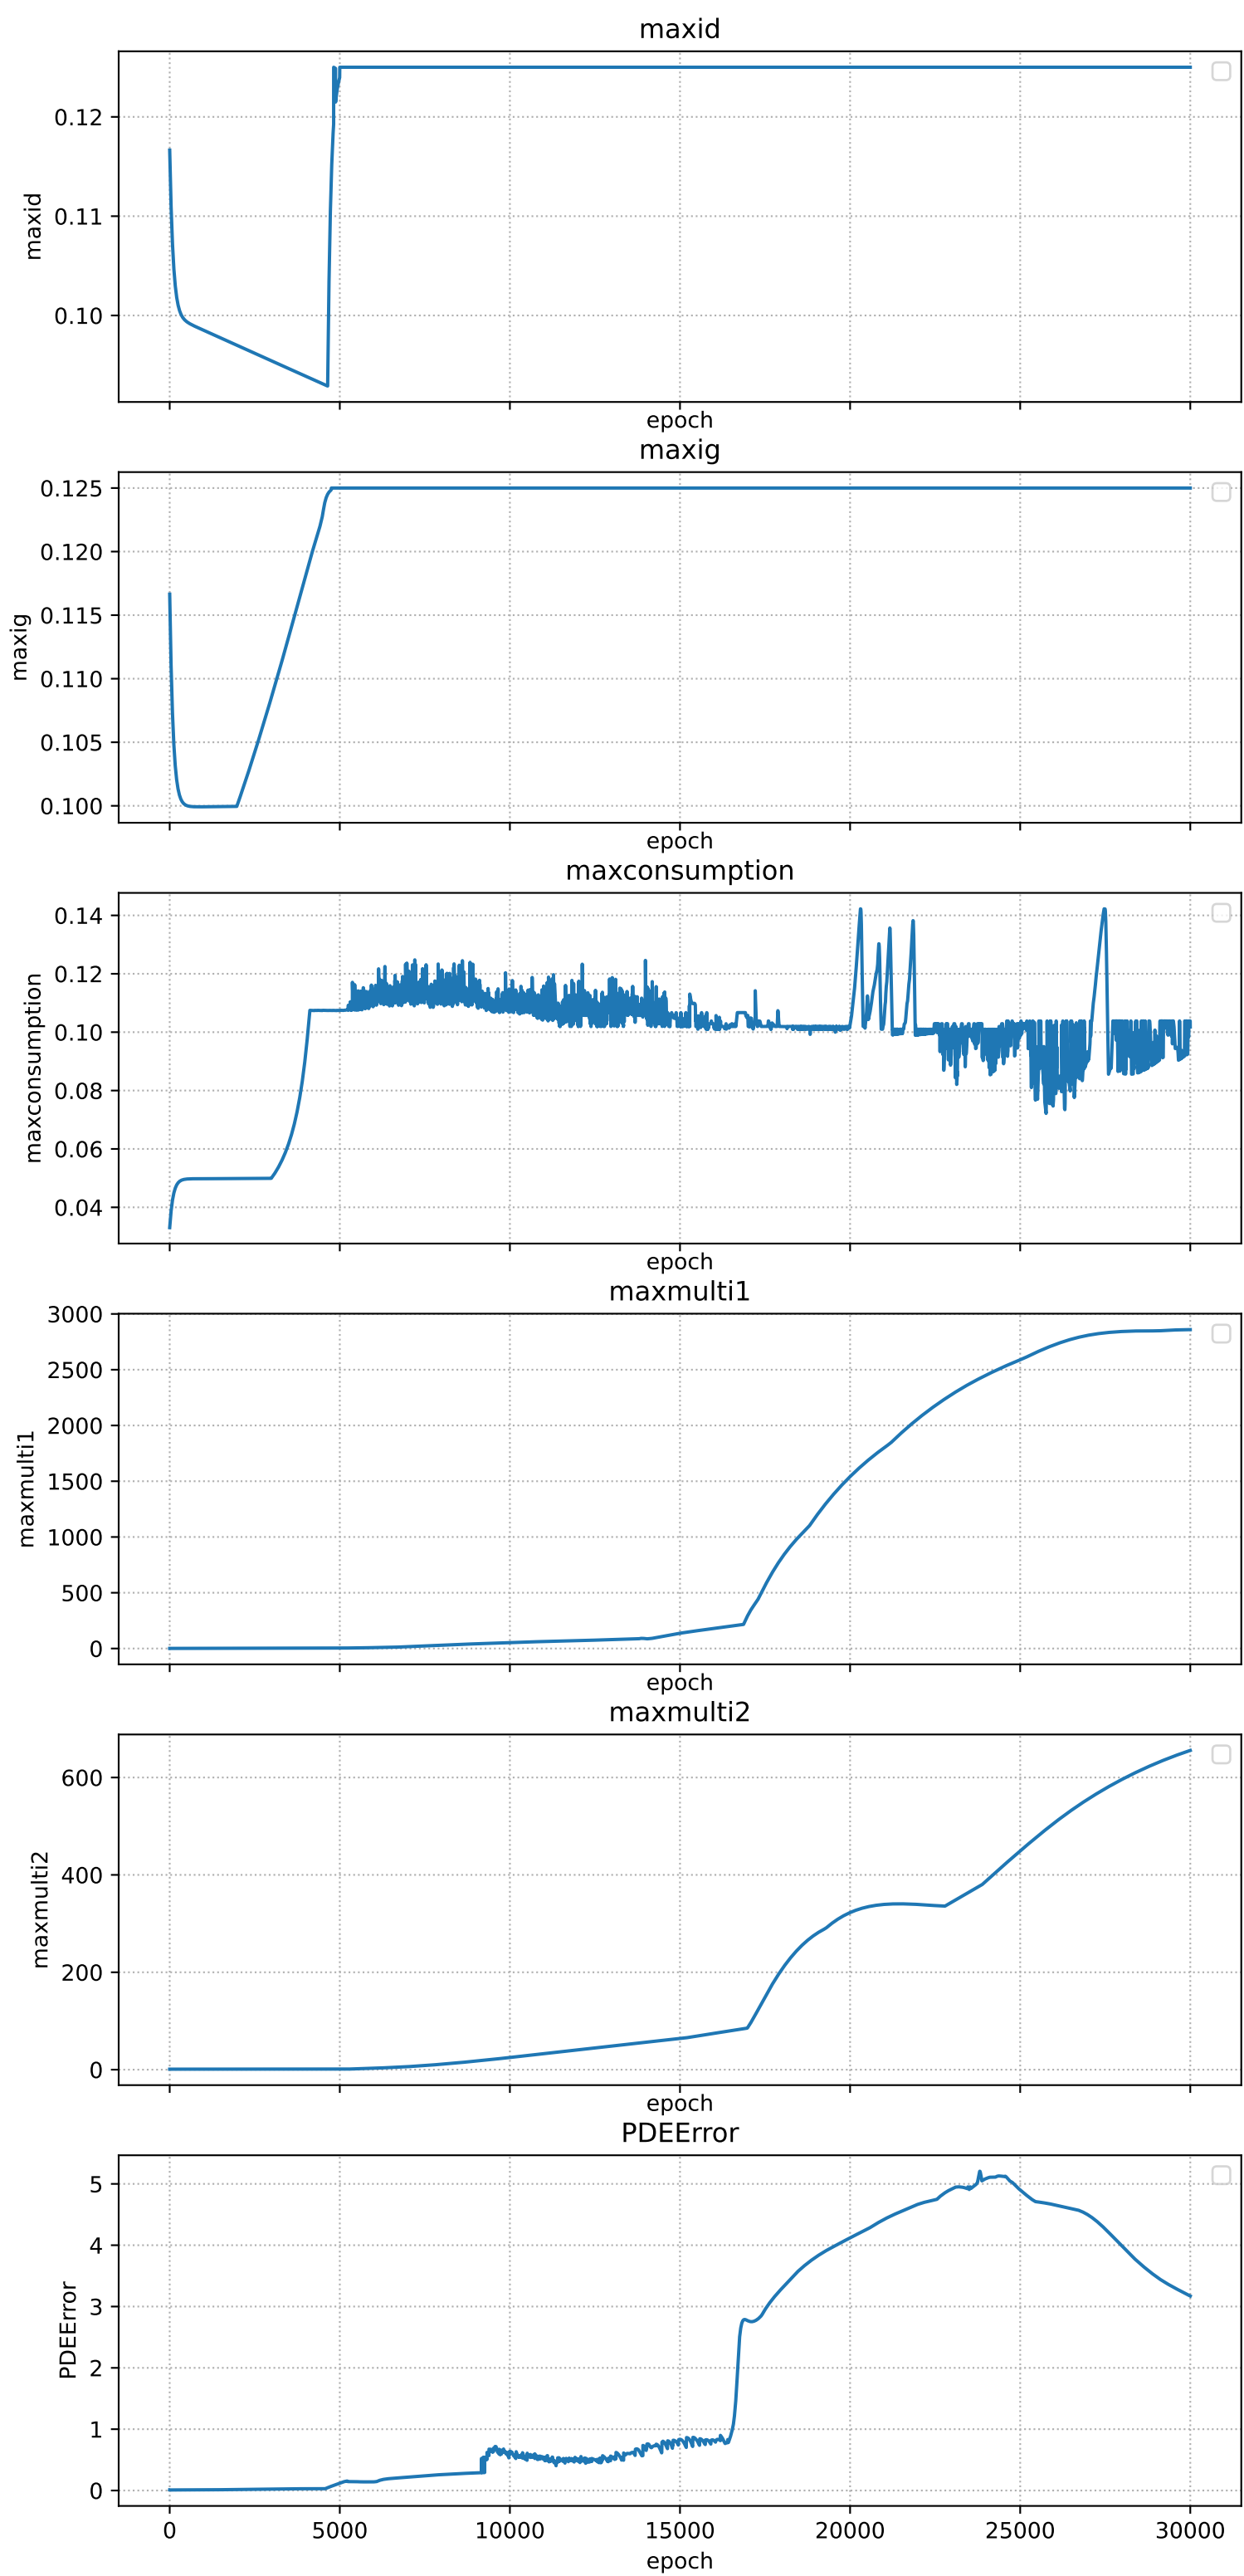 maxid
0.12
0.11
0.10
maxid
epoch
maxig
0.125
0.120
0.115
0.110
0.105
0.100
maxig
epoch
maxconsumption
0.14
0.12
0.10
0.08
0.06
0.04
maxconsumption
epoch
maxmulti1
3000
2500
2000
1500
1000
500
0
maxmulti1
epoch
maxmulti2
600
400
200
0
maxmulti2
epoch
PDEError
5
4
3
2
1
0
PDEError
0 5000 10000 15000 20000 25000 30000
epoch